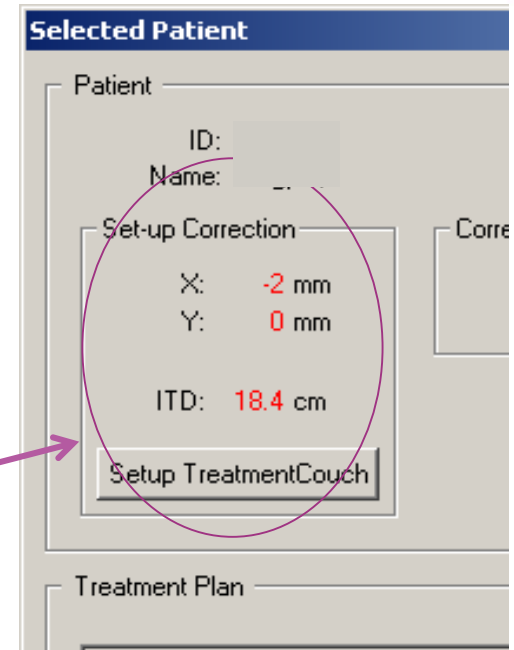 Selected Patient
Patient
ID:
Name:
Set-up Correction
Corre
X: -2 mm
Y: 0 mm
ITD: 18.4 cm
Setup TreatmentCouch
Treatment Plan